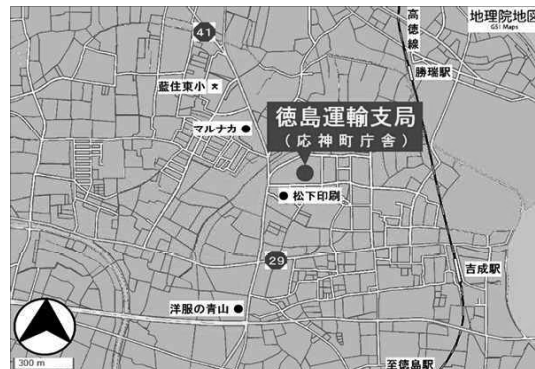 41
高徳線
地理院地図
GSI Maps
勝瑞駅
藍住東小
徳島運輸支局
(応神町庁舎)
マルナカ
松下印刷
29
吉成駅
洋服の青山
300 m
至徳島駅